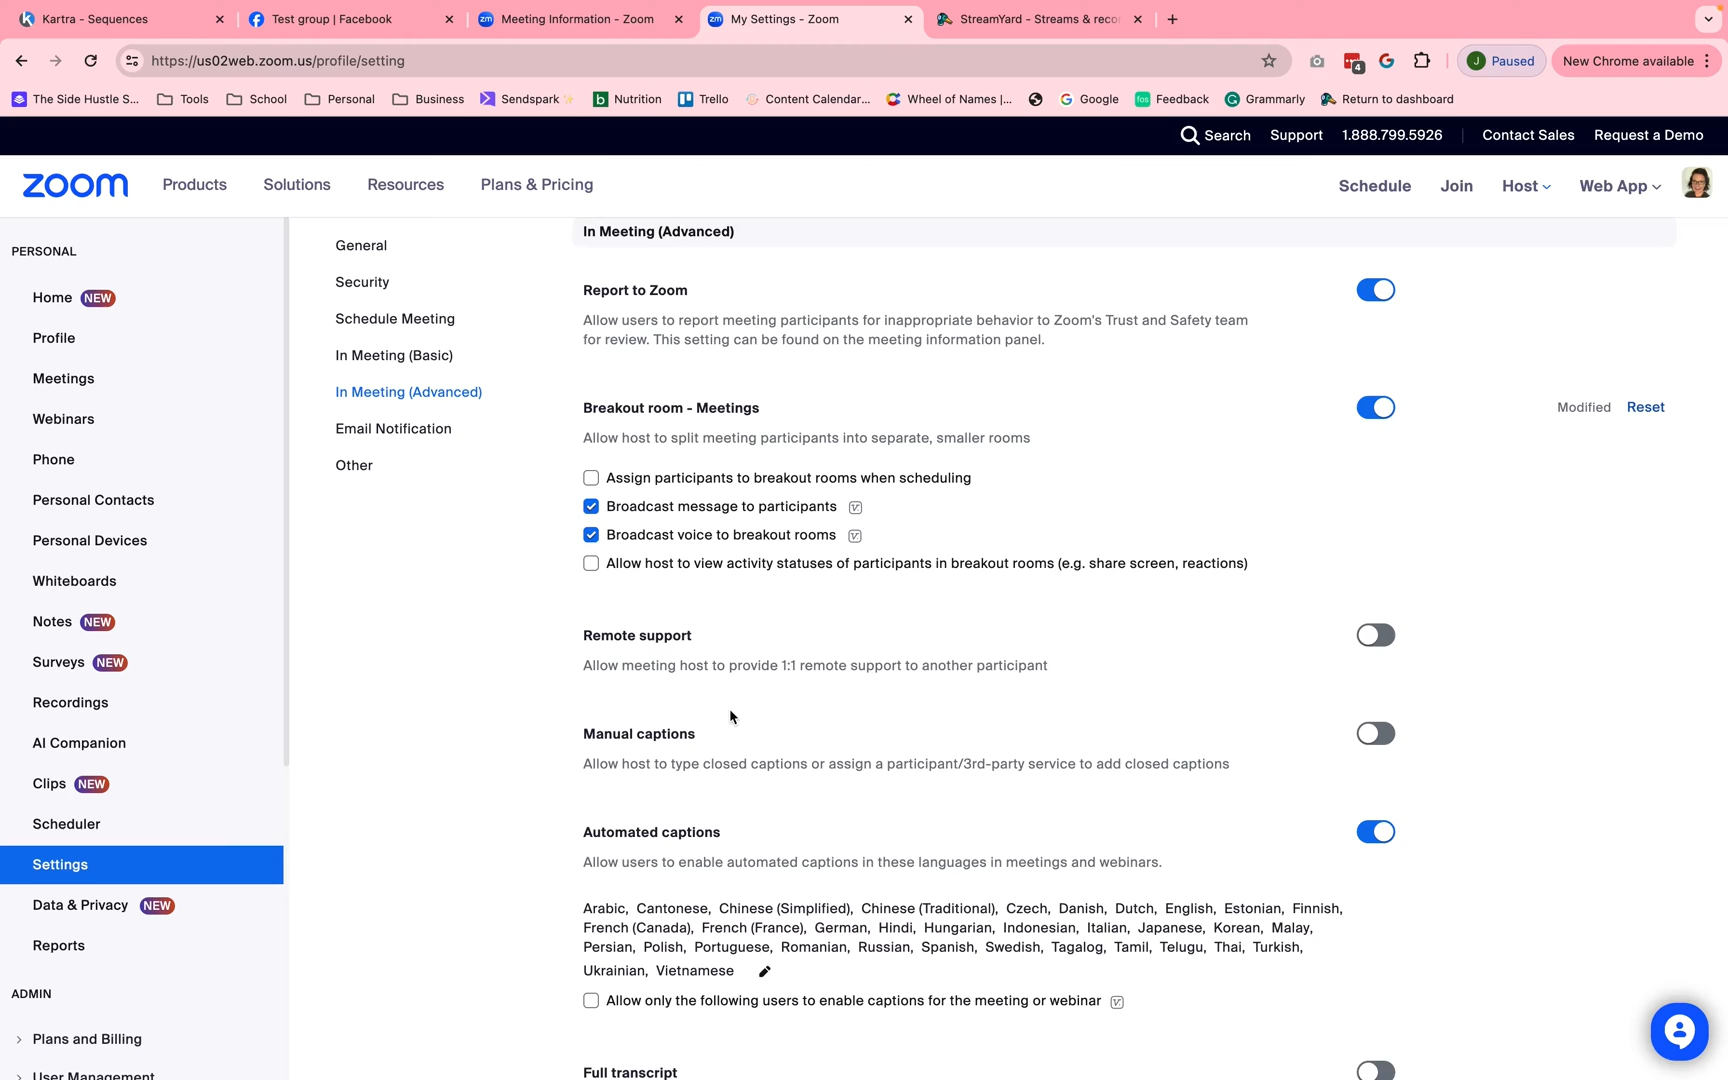 Kartra - Sequences
Test group | Facebook
Meeting Information - Zoom
My Settings - Zoom
StreamYard - Streams & reco
https://us02web.zoom.us/profile/setting
4
J Paused
New Chrome available
The Side Hustle S...
Tools
School
Personal
Business
Sendspark
Nutrition
Trello
Content Calendar...
Wheel of Names |...
Google
Feedback
Grammarly
Return to dashboard
Search
Support
1.888.799.5926
Contact Sales
Request a Demo
zoom
Products
Solutions
Resources
Plans & Pricing
Schedule
Join
Host
Web App
PERSONAL
Home NEW
Profile
Meetings
Webinars
Phone
Personal Contacts
Personal Devices
Whiteboards
Notes NEW
Surveys NEW
Recordings
AI Companion
Clips NEW
Scheduler
Settings
Data & Privacy NEW
Reports
ADMIN
Plans and Billing
User Management
General
Security
Schedule Meeting
In Meeting (Basic)
In Meeting (Advanced)
Email Notification
Other
In Meeting (Advanced)
Report to Zoom
Allow users to report meeting participants for inappropriate behavior to Zoom's Trust and Safety team
for review. This setting can be found on the meeting information panel.
Breakout room - Meetings
Modified Reset
Allow host to split meeting participants into separate, smaller rooms
Assign participants to breakout rooms when scheduling
Broadcast message to participants
Broadcast voice to breakout rooms
Allow host to view activity statuses of participants in breakout rooms (e.g. share screen, reactions)
Remote support
Allow meeting host to provide 1:1 remote support to another participant
Manual captions
Allow host to type closed captions or assign a participant/3rd-party service to add closed captions
Automated captions
Allow users to enable automated captions in these languages in meetings and webinars.
Arabic, Cantonese, Chinese (Simplified), Chinese (Traditional), Czech, Danish, Dutch, English, Estonian, Finnish,
French (Canada), French (France), German, Hindi, Hungarian, Indonesian, Italian, Japanese, Korean, Malay,
Persian, Polish, Portuguese, Romanian, Russian, Spanish, Swedish, Tagalog, Tamil, Telugu, Thai, Turkish,
Ukrainian, Vietnamese
Allow only the following users to enable captions for the meeting or webinar
Full transcript